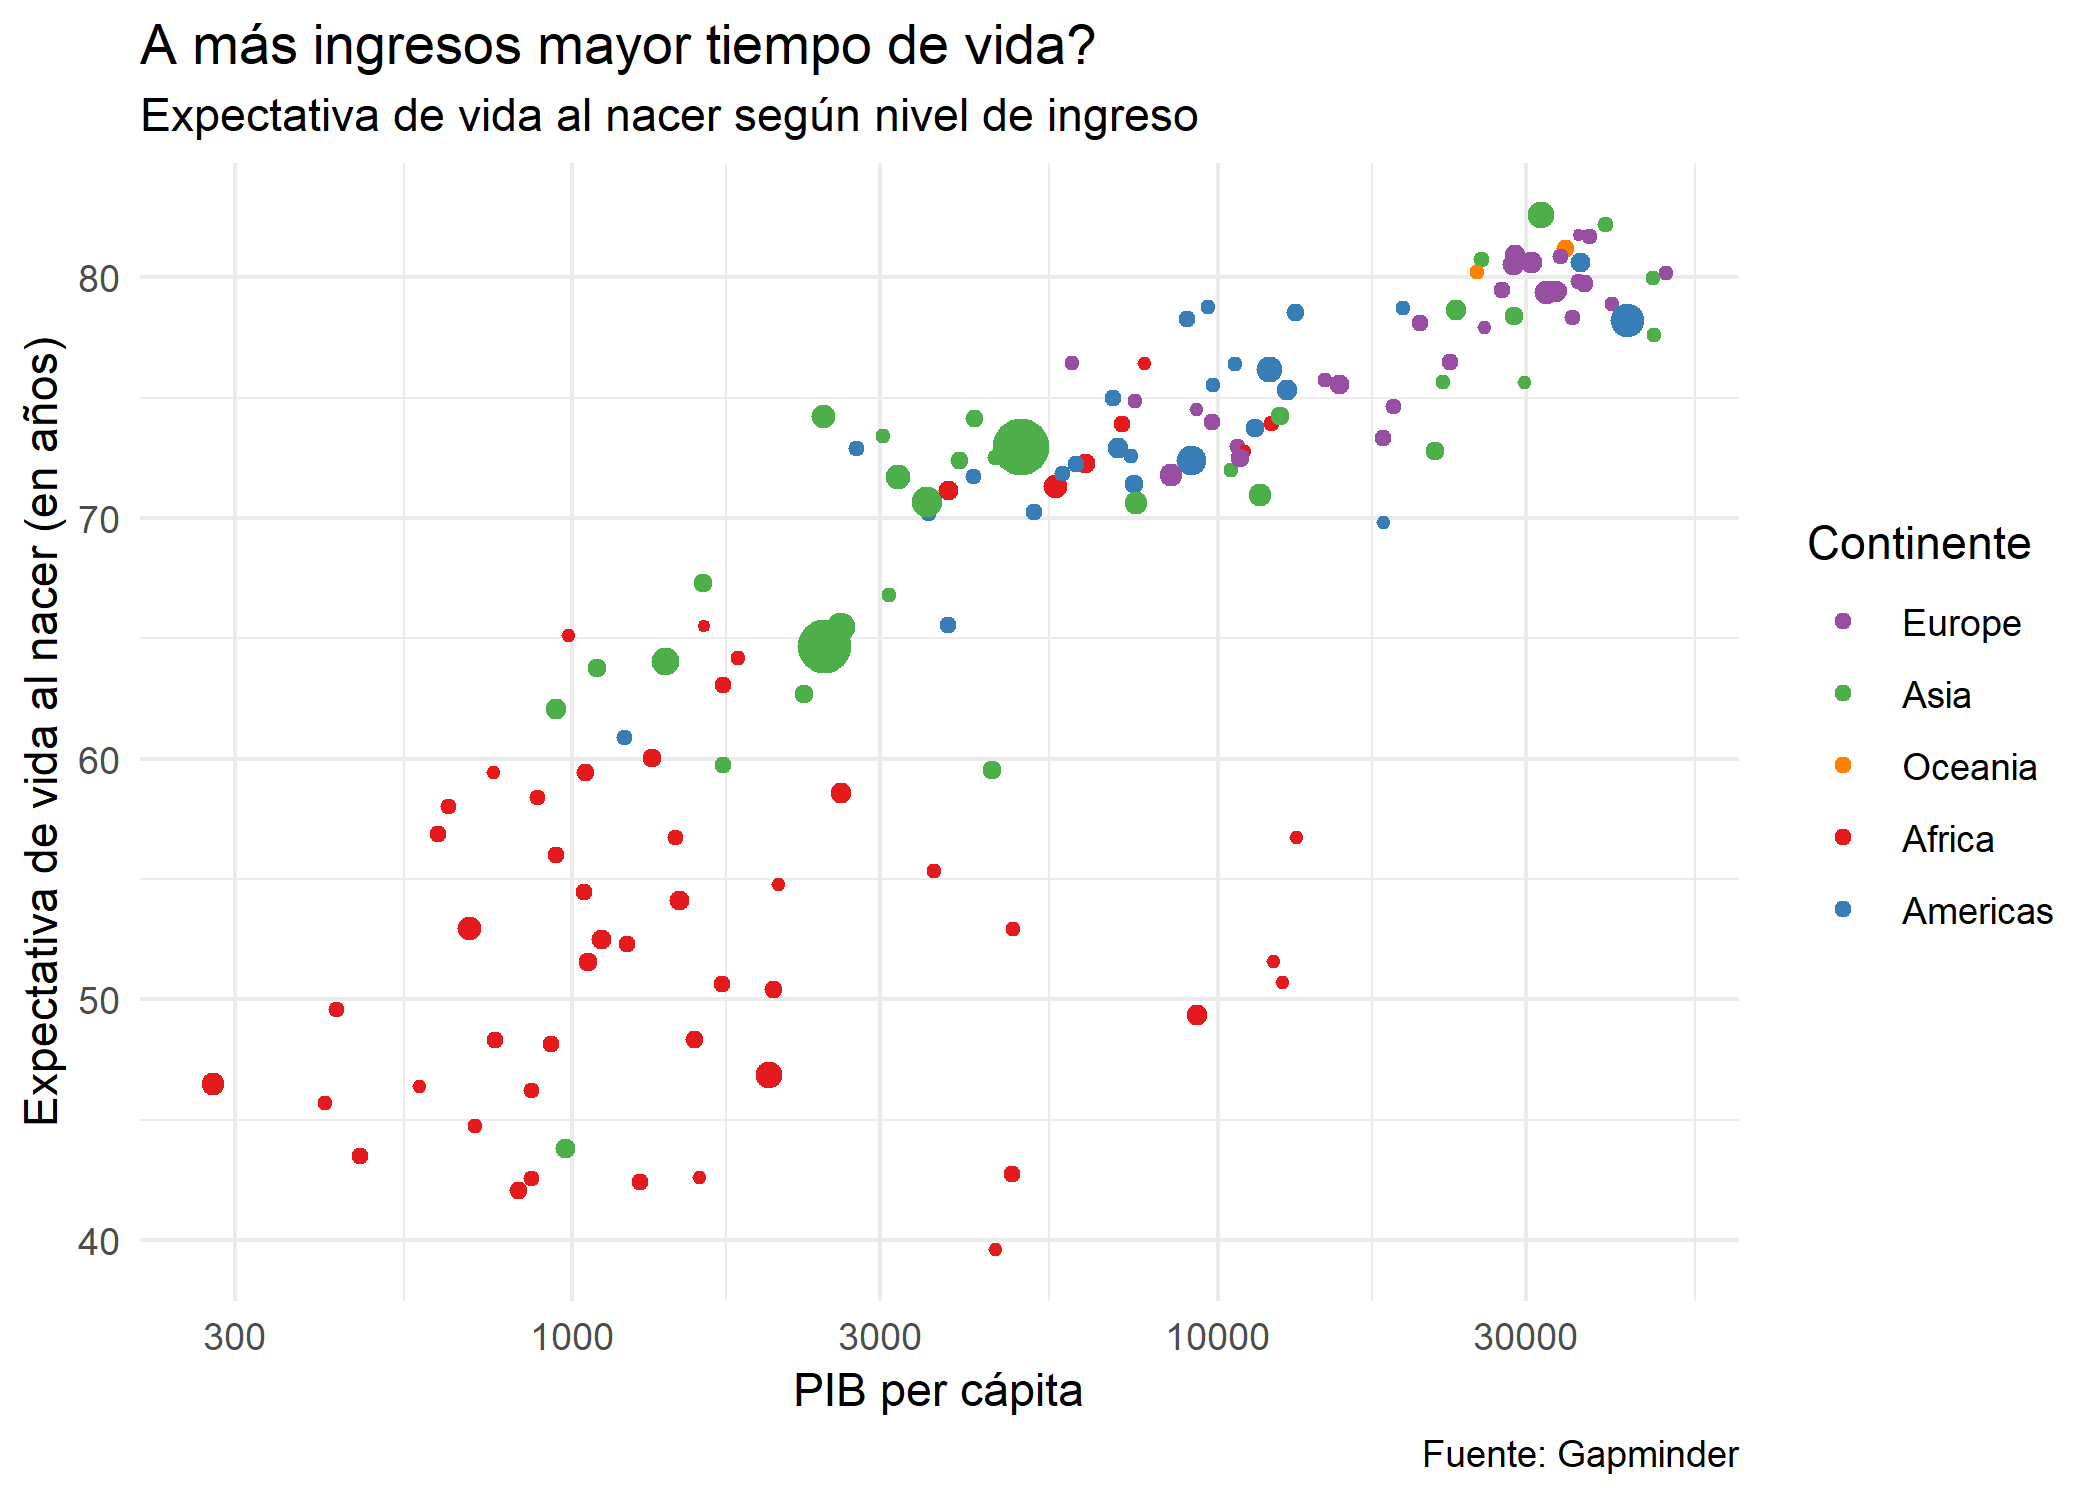 A más ingresos mayor tiempo de vida?
Expectativa de vida al nacer según nivel de ingreso
Expectativa de vida al nacer (en años)
80
70
60
50
40
300
1000
3000
10000
30000
PIB per cápita
Continente
Europe
Asia
Oceania
Africa
Americas
Fuente: Gapminder